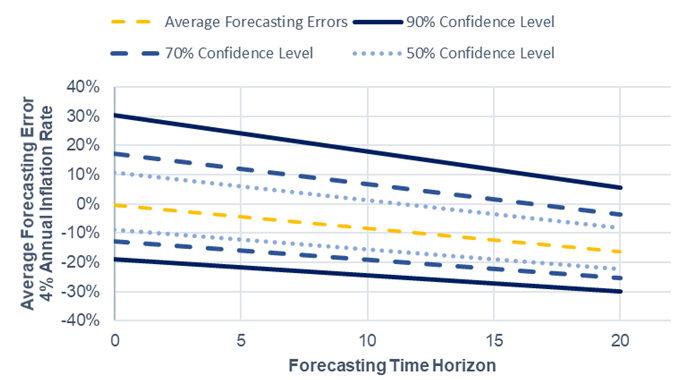 Average Forecasting Errors 90% Confidence Level
70% Confidence Level 50% Confidence Level
Average Forecasting Error
4% Annual Inflation Rate
40%
30%
20%
10%
0%
-10%
-20%
-30%
-40%
0 5 10 15 20
Forecasting Time Horizon